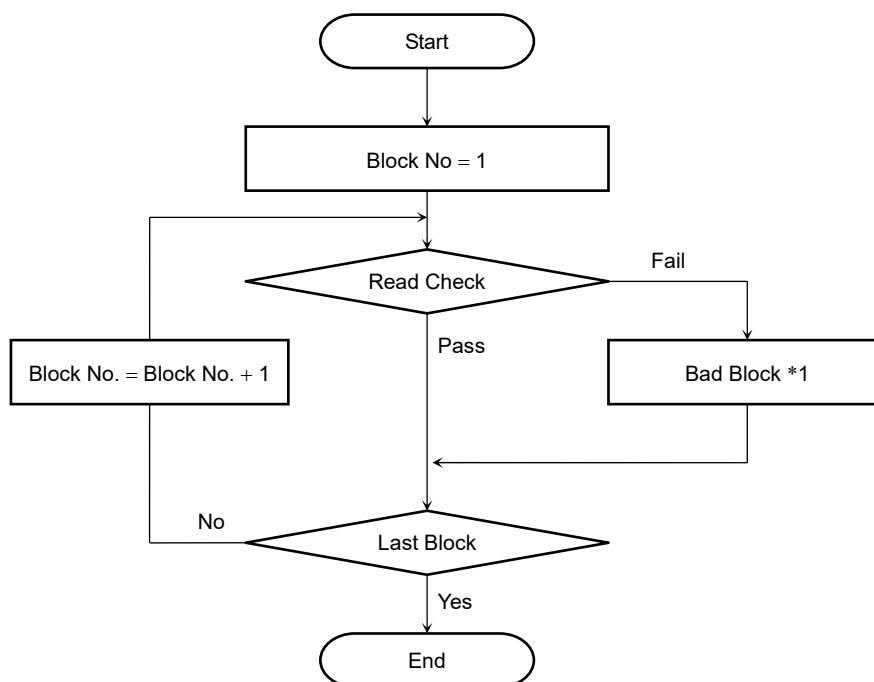 Start
Block No = 1
Read Check
Fail
Pass
Block No. = Block No. + 1
Bad Block *1
No
Last Block
Yes
End